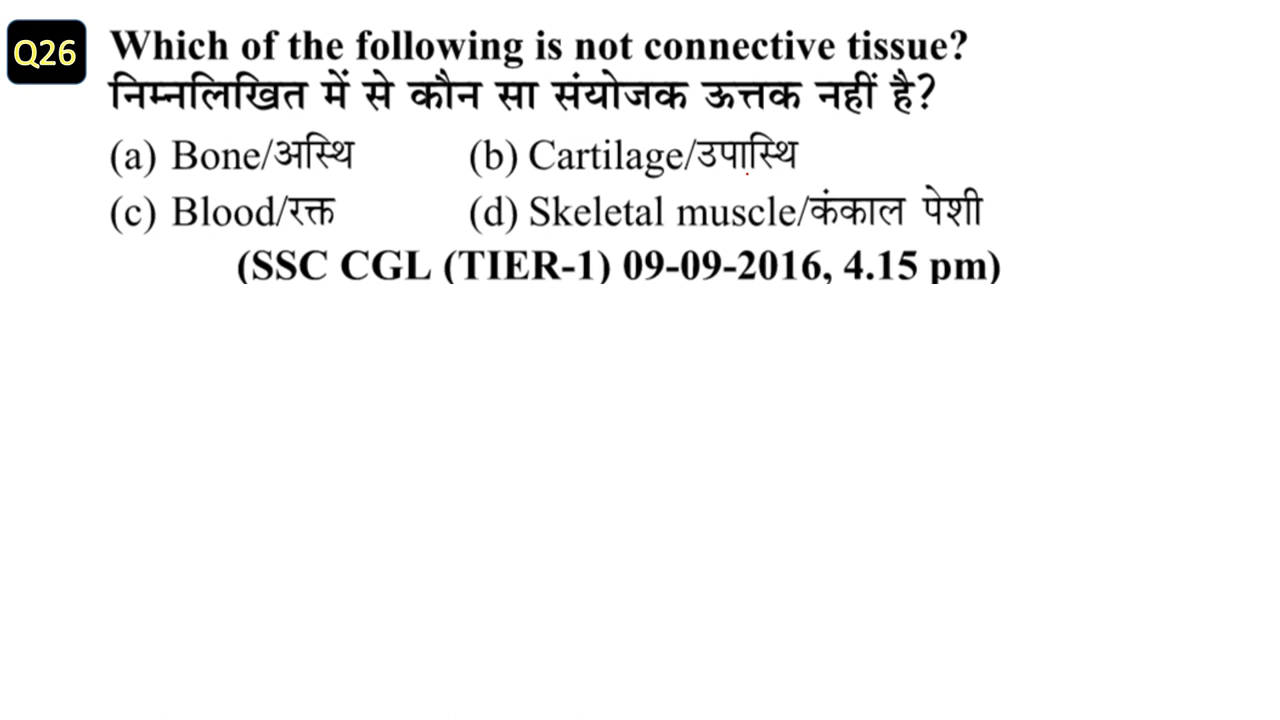 Q26 Which of the following is not connective tissue?
निम्नलिखित में से कौन सा संयोजक ऊत्तक नहीं है?
(a) Bone/अस्थि (b) Cartilage/उपास्थि
(c) Blood/रक्त (d) Skeletal muscle/कंकाल पेशी
(SSC CGL (TIER-1) 09-09-2016, 4.15 pm)